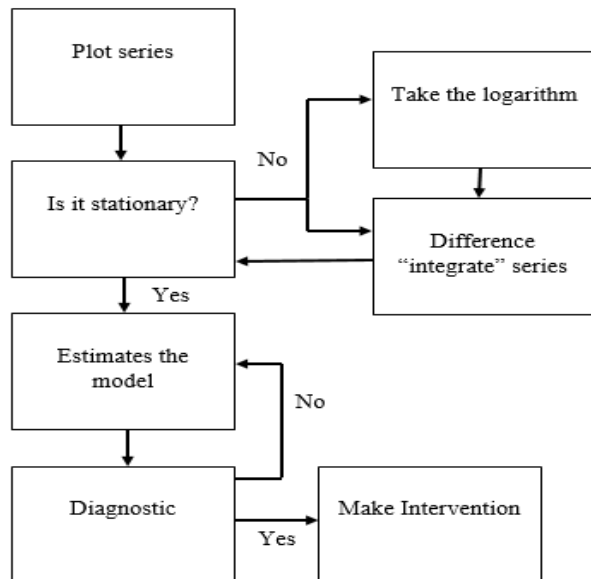 Plot series
Take the logarithm
No
Is it stationary?
Difference
“integrate” series
Yes
Estimates the
model
No
Diagnostic
Make Intervention
Yes